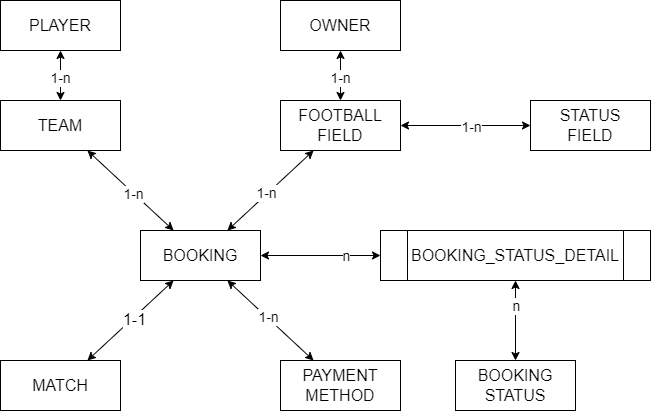 PLAYER
OWNER
1-n
1-n
TEAM
FOOTBALL
FIELD
1-n
STATUS
FIELD
1-n
1-n
BOOKING
n
BOOKING_STATUS_DETAIL
1-1
1-n
n
MATCH
PAYMENT
METHOD
BOOKING
STATUS